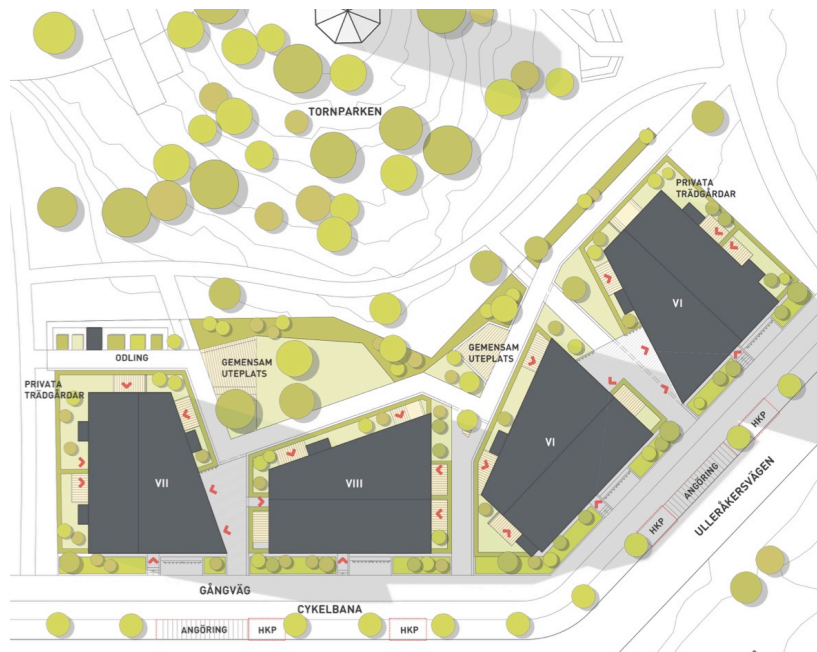 TORNPARKEN
PRIVATA
TRÄDGÅRDAR
VI
ODLING
GEMENSAM
UTEPLATS
GEMENSAM
UTEPLATS
PRIVATA
TRÄDGÅRDAR
VI
VII
VIII
HKP
ANGÖRING
HKP
ULLERÅKERSVÄGEN
GÅNGVÄG
CYKELBANA
ANGÖRING
HKP
HKP